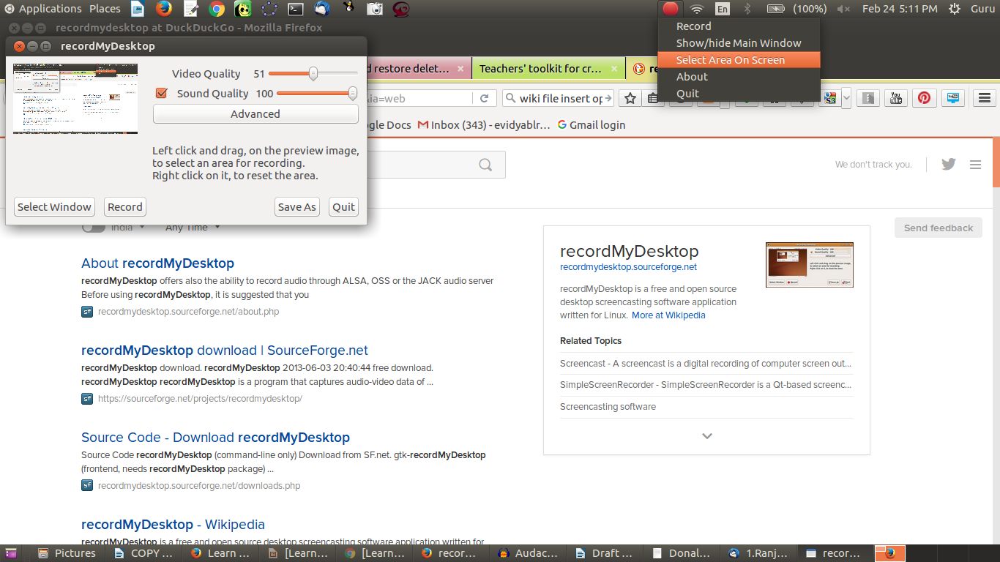 Applications Places En (100%) Feb 24 5:11 PM Guru
recordmydesktop at DuckDuckGo - Mozilla Firefox
Record
Show/hide Main Window
Select Area On Screen
About
Quit
recordMyDesktop
Video Quality 51
Sound Quality 100
Advanced
Left click and drag, on the preview image,
to select an area for recording.
Right click on it, to reset the area.
Select Window Record Save As Quit
d restore delet... × Teachers' toolkit for cr... × re
ia=web wiki file insert op
You Tube
gle Docs Inbox (343) - evidyablr... Gmail login
We don't track you.
India Any Time
Send feedback
About recordMyDesktop
recordMyDesktop offers also the ability to record audio through ALSA, OSS or the JACK audio server
Before using recordMyDesktop, it is suggested that you
sf recordmydesktop.sourceforge.net/about.php
recordMyDesktop download | SourceForge.net
recordMyDesktop download. recordMyDesktop 2013-06-03 20:40:44 free download.
recordMyDesktop recordMyDesktop is a program that captures audio-video data of ...
sf https://sourceforge.net/projects/recordmydesktop/
Source Code - Download recordMyDesktop
Source Code recordMyDesktop (command-line only) Download from SF.net. gtk-recordMyDesktop
(frontend, needs recordMyDesktop package) ...
sf recordmydesktop.sourceforge.net/downloads.php
recordMyDesktop - Wikipedia
recordMyDesktop is a free and open source desktop screencasting software application written for
recordMyDesktop
recordmydesktop.sourceforge.net
recordMyDesktop is a free and open source
desktop screencasting software application
written for Linux. More at Wikipedia
Related Topics
Screencast - A screencast is a digital recording of computer screen out...
SimpleScreenRecorder - SimpleScreenRecorder is a Qt-based screenc...
Screencasting software
Pictures COPY ... Learn ... [Learn... [Learn... recor... Audac... Draft ... Donal... 1.Ranj... recor...